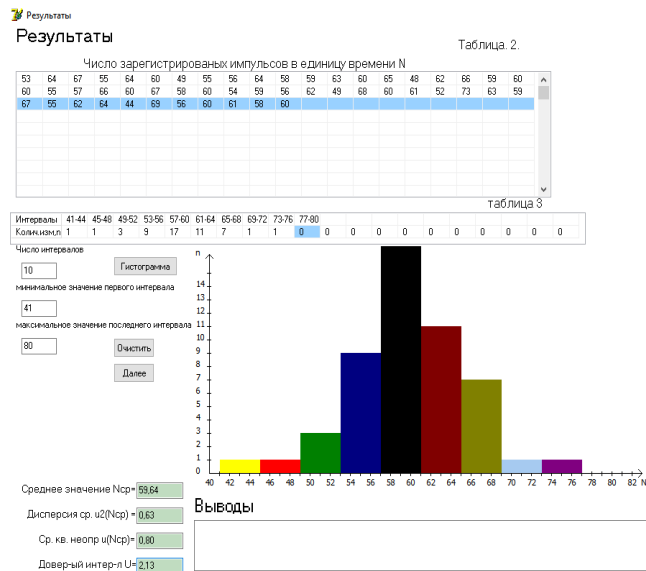 Результаты
Результаты
Таблица. 2.
Число зарегистрированых импульсов в единицу времени N
53 64 67 55 64 60 49 55 56 64 58 59 63 60 65 48 62 66 59 60
60 55 57 66 60 67 58 60 54 59 56 62 49 68 60 61 52 73 63 59
67 55 62 64 44 69 56 60 61 58 60
таблица 3
Интервалы 41-44 45-48 49-52 53-56 57-60 61-64 65-68 69-72 73-76 77-80
Колич.изм,n 1 1 3 9 17 11 7 1 1 0 0 0 0 0 0 0 0 0 0 0
Число интервалов
10
Гистограмма
минимальное значение первого интервала
41
максимальное значение последнего интервала
80
Очистить
Далее
n
14
13
12
11
10
9
8
7
6
5
4
3
2
1
0
40 42 44 46 48 50 52 54 56 58 60 62 64 66 68 70 72 74 76 78 80 82 N
Среднее значение Nср= 59,64
Дисперсия ср. u2(Nср) = 0,63
Ср. кв. неопр u(Nср)= 0,80
Довер-ый интер-л U= 2,13
Выводы